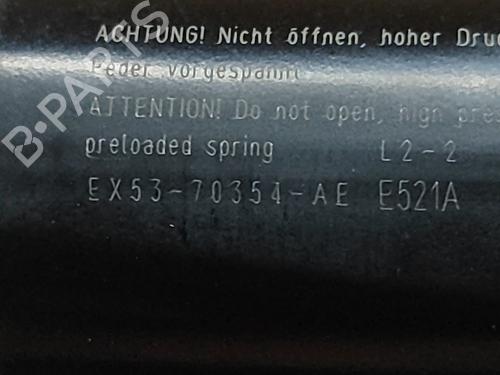 ACHTUNG! Nicht öffnen, hoher Druc
Feder vorgespannt
ATTENTION! Do not open, high pre
preloaded spring L2-2
EX53-70354-AE E521A
B-PARTS